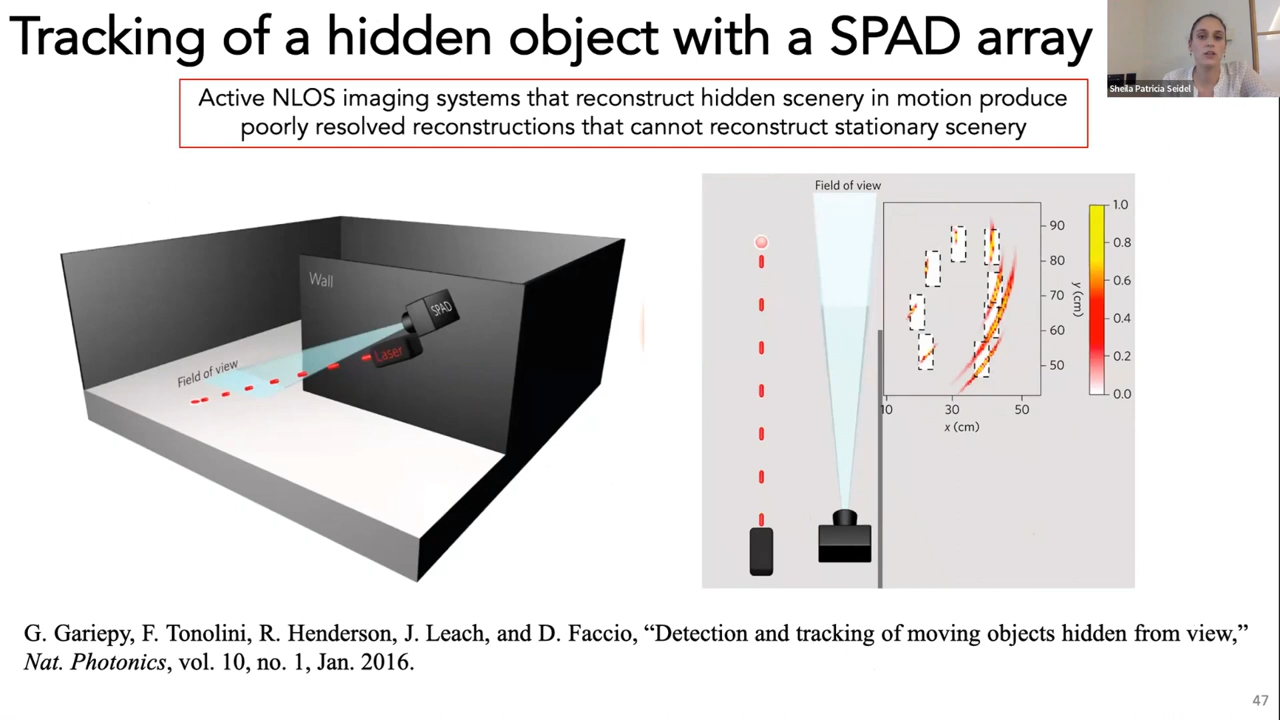 Tracking of a hidden object with a SPAD array
Sheila Patricia Seidel
Active NLOS imaging systems that reconstruct hidden scenery in motion produce
poorly resolved reconstructions that cannot reconstruct stationary scenery
Wall
SPAD
Laser
Field of view
Field of view
1.0
0.8
0.6
0.4
0.2
0.0
90
80
70
60
50
y (cm)
10 30 50
x (cm)
G. Gariepy, F. Tonolini, R. Henderson, J. Leach, and D. Faccio, “Detection and tracking of moving objects hidden from view,”
Nat. Photonics, vol. 10, no. 1, Jan. 2016.
47